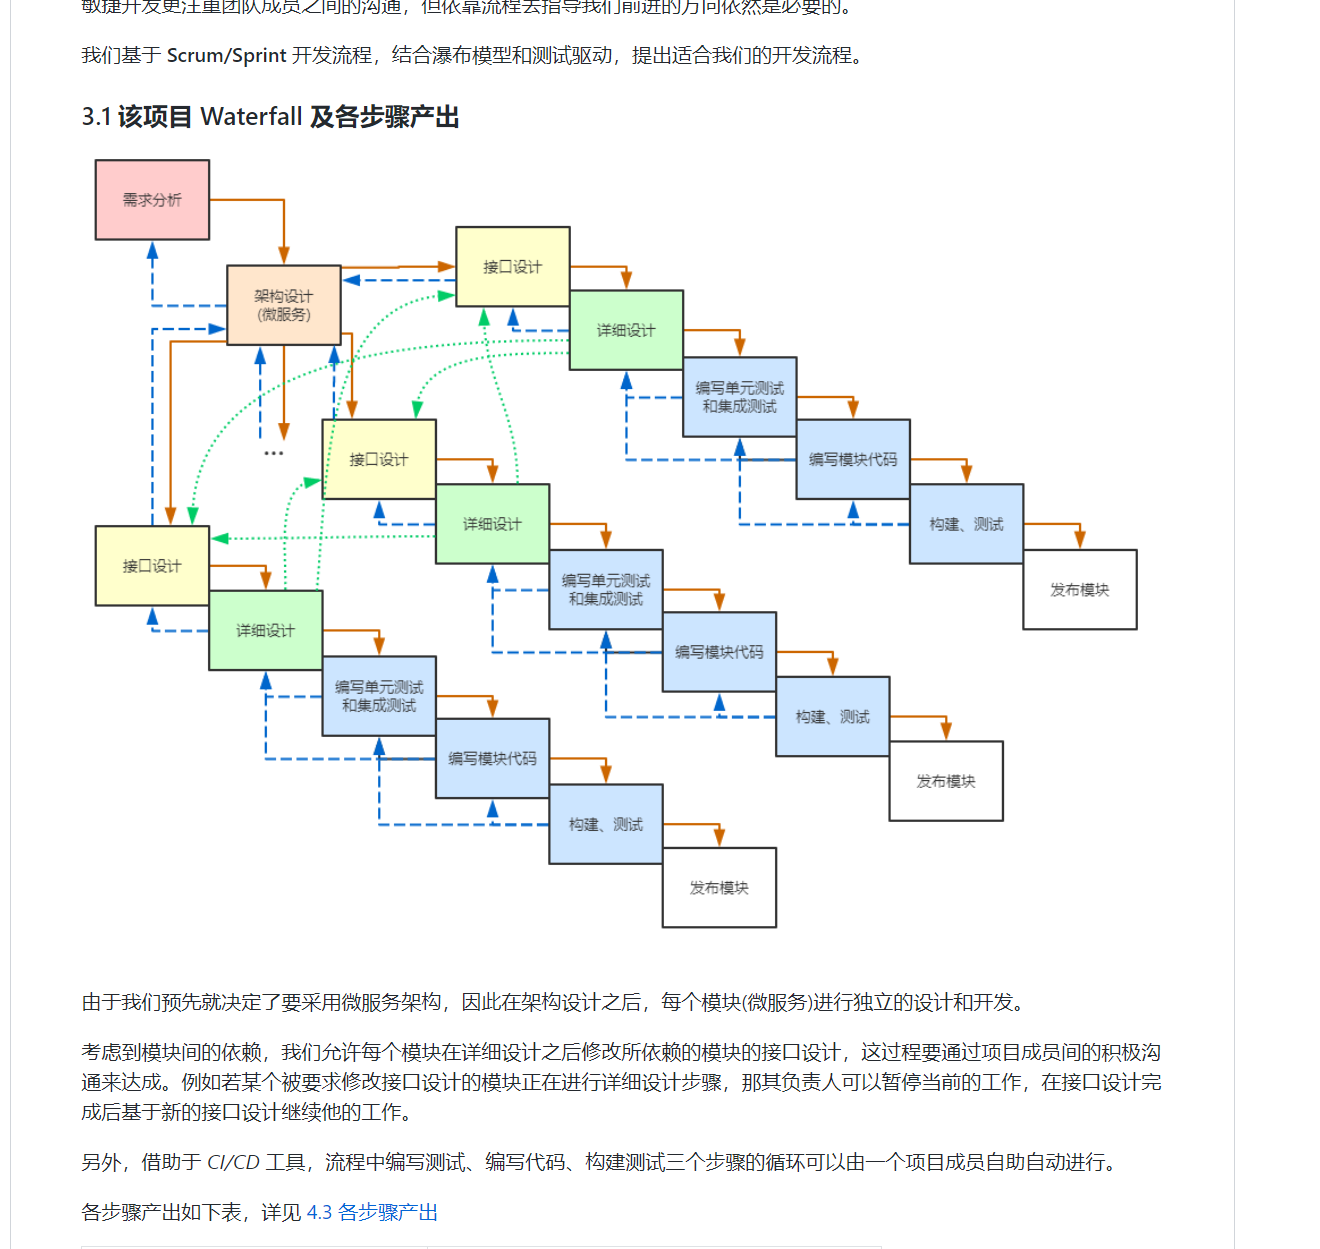 敏捷开发更注重团队成员之间的沟通，但依靠流程去指导我们前进的方向依然是必要的。
我们基于 Scrum/Sprint 开发流程，结合瀑布模型和测试驱动，提出适合我们的开发流程。
3.1 该项目 Waterfall 及各步骤产出
需求分析
架构设计
(微服务)
接口设计
详细设计
编写单元测试
和集成测试
编写模块代码
构建、测试
发布模块
...
接口设计
详细设计
编写单元测试
和集成测试
编写模块代码
构建、测试
发布模块
接口设计
详细设计
编写单元测试
和集成测试
编写模块代码
构建、测试
发布模块
由于我们预先就决定了要采用微服务架构，因此在架构设计之后，每个模块(微服务)进行独立的设计和开发。
考虑到模块间的依赖，我们允许每个模块在详细设计之后修改所依赖的模块的接口设计，这过程要通过项目成员间的积极沟
通来达成。例如若某个被要求修改接口设计的模块正在进行详细设计步骤，那其负责人可以暂停当前的工作，在接口设计完
成后基于新的接口设计继续他的工作。
另外，借助于 CI/CD 工具，流程中编写测试、编写代码、构建测试三个步骤的循环可以由一个项目成员自助自动进行。
各步骤产出如下表，详见 4.3 各步骤产出